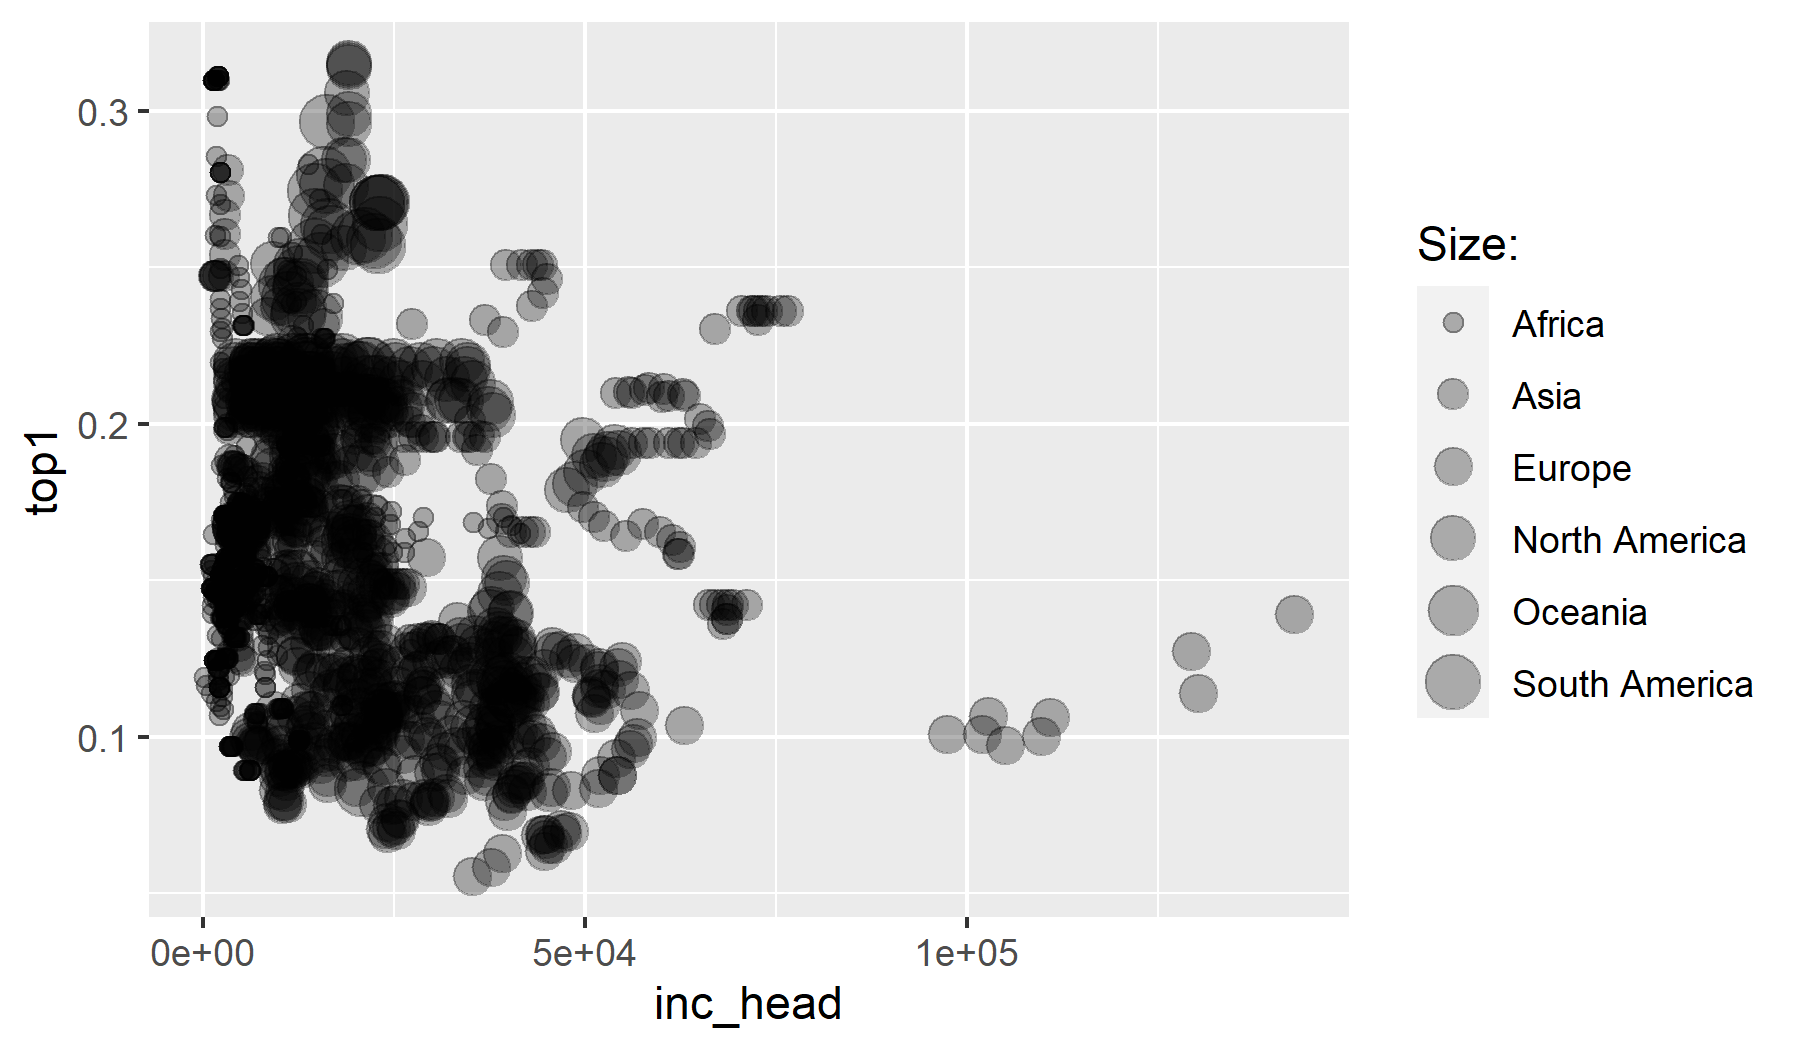 0.3
0.2
0.1
top1
0e+00
5e+04
1e+05
inc_head
Size:
Africa
Asia
Europe
North America
Oceania
South America